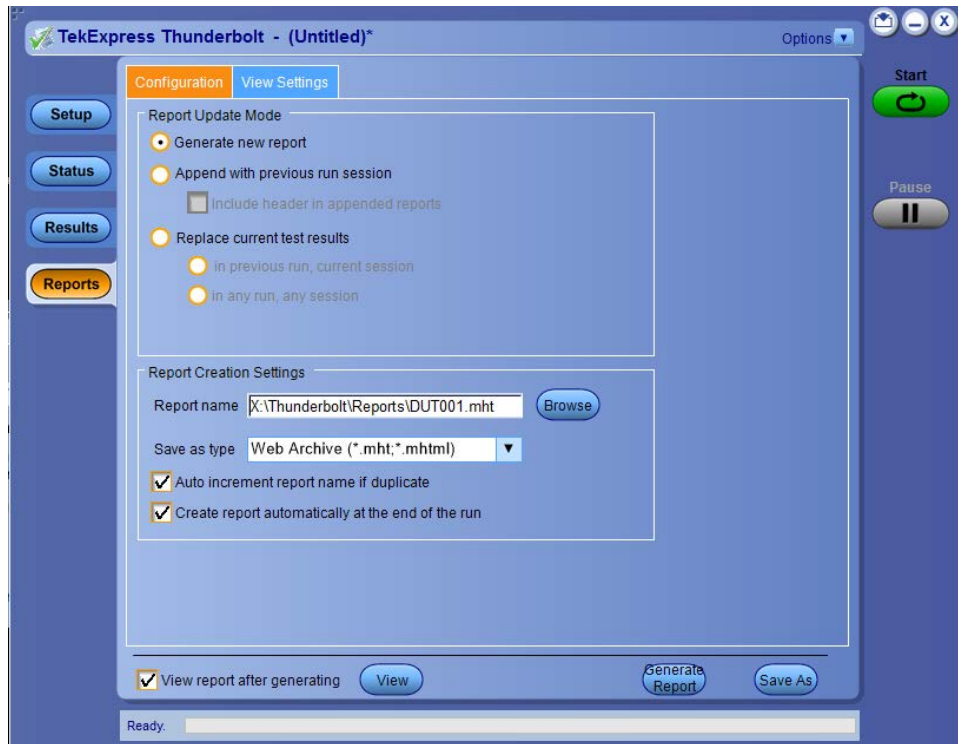 TekExpress Thunderbolt - (Untitled)*
Options
X
Configuration
View Settings
Start
Setup
Status
Results
Reports
Pause
Report Update Mode
Generate new report
Append with previous run session
Include header in appended reports
Replace current test results
in previous run, current session
in any run, any session
Report Creation Settings
Report name X:\Thunderbolt\Reports\DUT001.mht Browse
Save as type Web Archive (*.mht;*.mhtml)
Auto increment report name if duplicate
Create report automatically at the end of the run
View report after generating
View
Generate
Report
Save As
Ready.